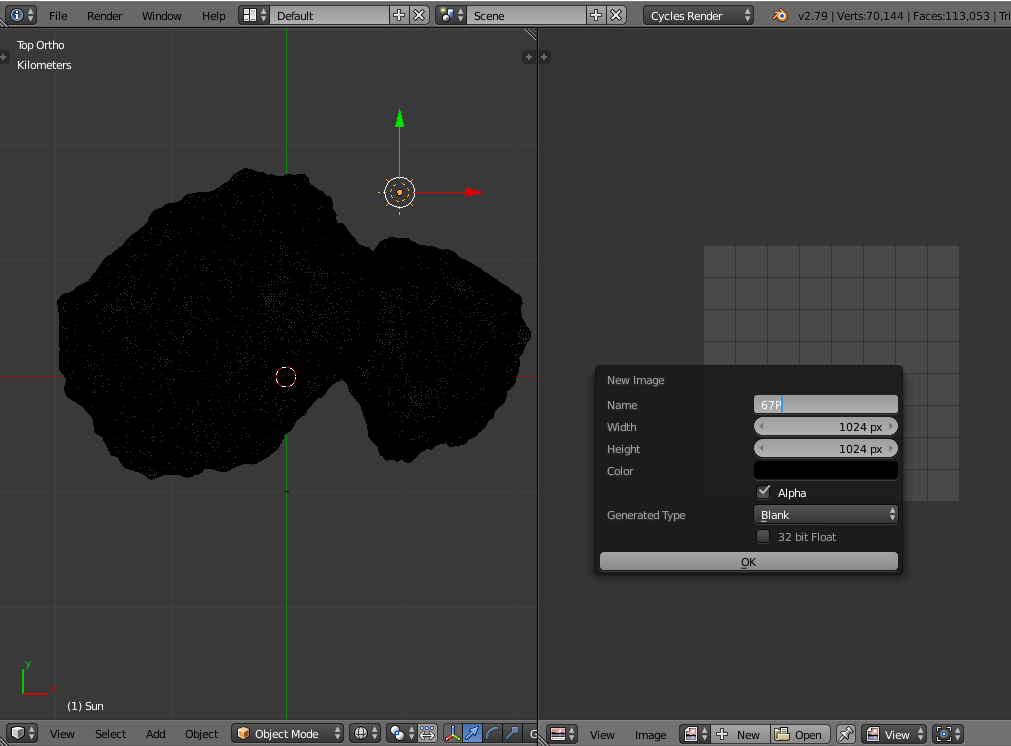 File Render Window Help Default Scene Cycles Render v2.79 | Verts:70,144 | Faces:113,053 | Tri
Top Ortho
Kilometers
New Image
Name 67P
Width 1024 px
Height 1024 px
Color
Alpha
Generated Type Blank
32 bit Float
OK
y
x
(1) Sun
View Select Add Object Object Mode G View Image New Open View